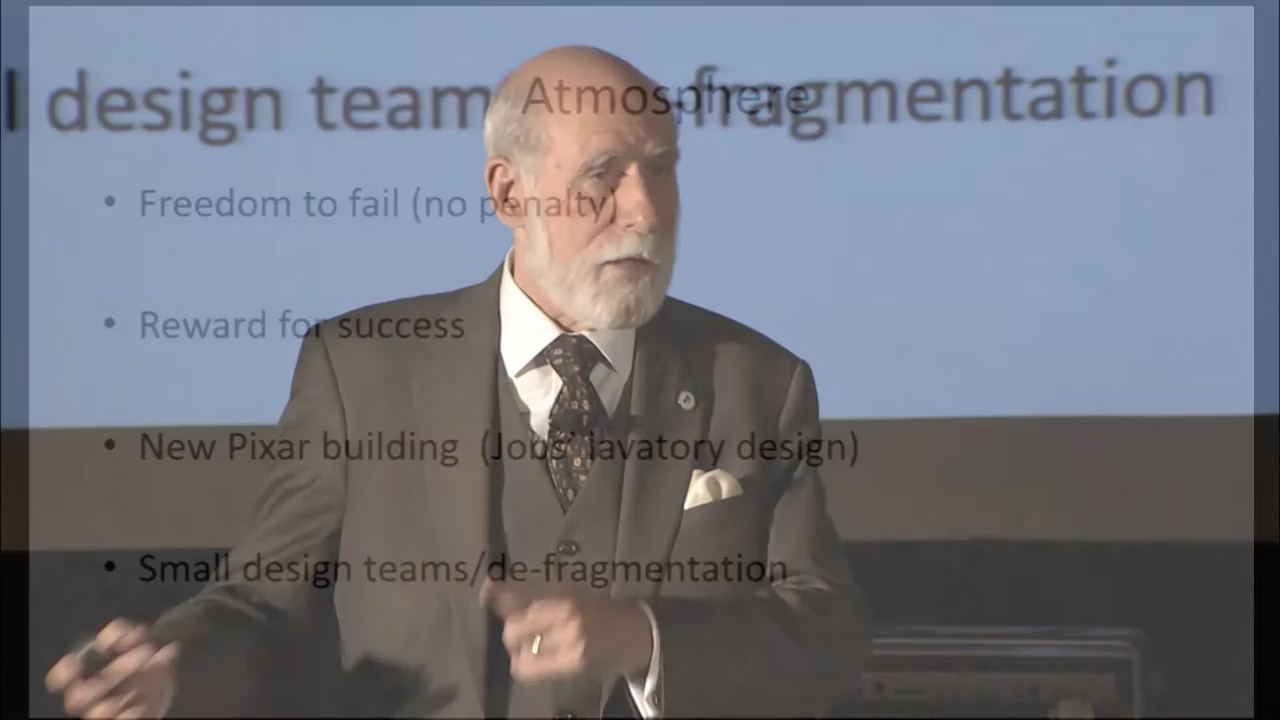 l design team
-fragmentation
Atmosphere
• Freedom to fail (no penalty)
• Reward for success
• New Pixar building (Jobs' lavatory design)
• Small design teams/de-fragmentation